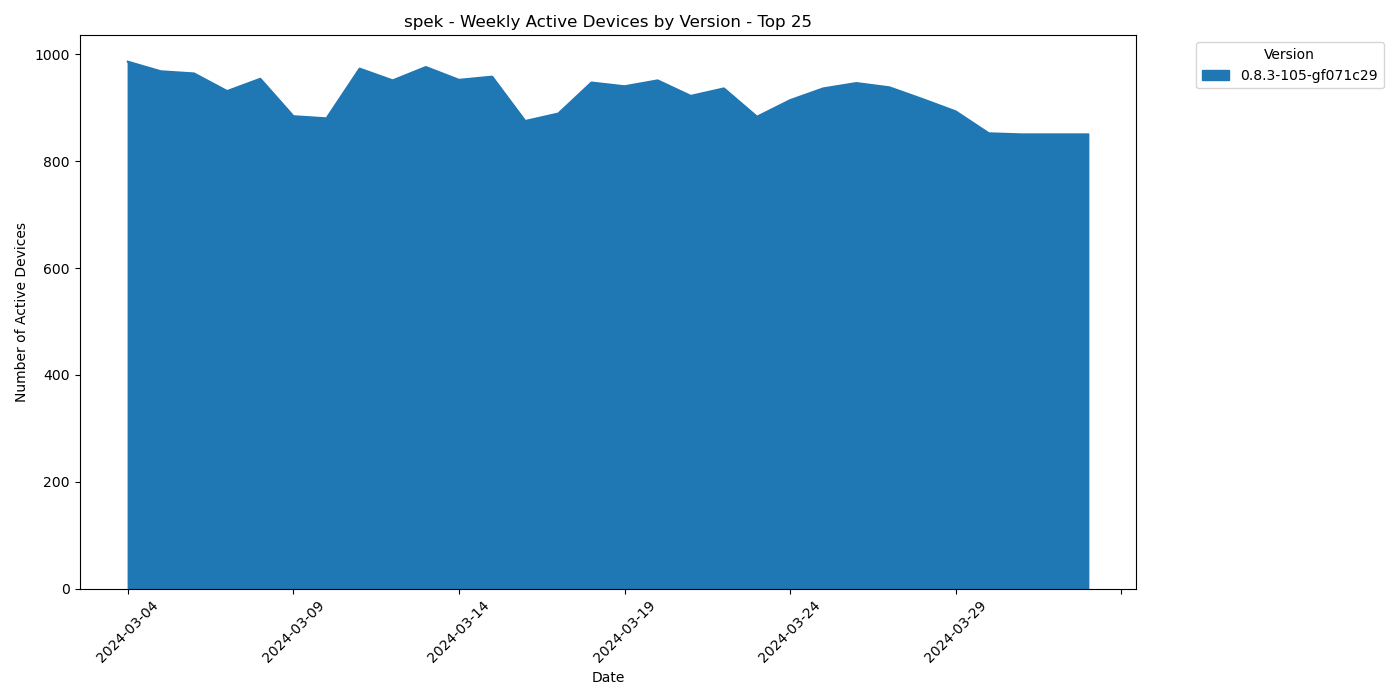 spek - Weekly Active Devices by Version - Top 25
Version
0.8.3-105-gf071c29
Number of Active Devices
1000
800
600
400
200
0
2024-03-04
2024-03-09
2024-03-14
2024-03-19
2024-03-24
2024-03-29
Date